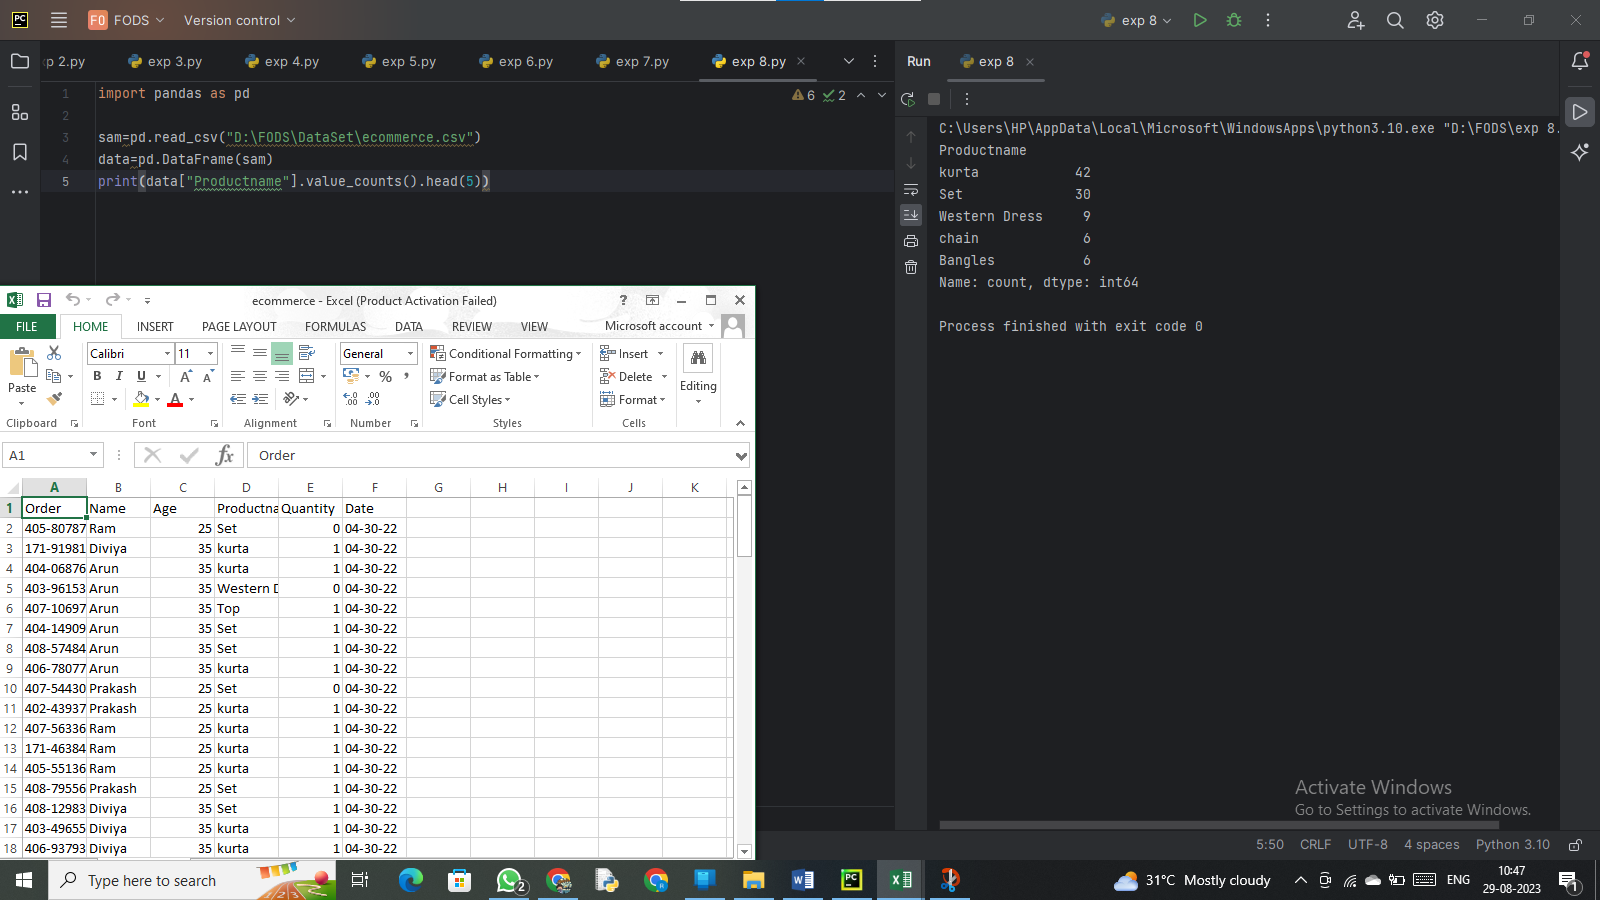 PC FO FODS Version control exp 8
p 2.py exp 3.py exp 4.py exp 5.py exp 6.py exp 7.py exp 8.py
6 2
1 import pandas as pd
2
3 sam=pd.read_csv("D:\FODS\DataSet\ecommerce.csv")
4 data=pd.DataFrame(sam)
5 print(data["Productname"].value_counts().head(5))
Run exp 8
C:\Users\HP\AppData\Local\Microsoft\WindowsApps\python3.10.exe "D:\FODS\exp 8.
Productname
kurta 42
Set 30
Western Dress 9
chain 6
Bangles 6
Name: count, dtype: int64
Process finished with exit code 0
ecommerce - Excel (Product Activation Failed)
FILE HOME INSERT PAGE LAYOUT FORMULAS DATA REVIEW VIEW Microsoft account
Paste
Calibri 11
B I U A A
A
General
% ,
Conditional Formatting
Format as Table
Cell Styles
Insert
Delete
Format
Editing
Clipboard Font Alignment Number Styles Cells
A1 fx Order
A B C D E F G H I J K
1 Order Name Age Productna Quantity Date
2 405-80787 Ram 25 Set 0 04-30-22
3 171-91981 Diviya 35 kurta 1 04-30-22
4 404-06876 Arun 35 kurta 1 04-30-22
5 403-96153 Arun 35 Western D 0 04-30-22
6 407-10697 Arun 35 Top 1 04-30-22
7 404-14909 Arun 35 Set 1 04-30-22
8 408-57484 Arun 35 Set 1 04-30-22
9 406-78077 Arun 35 kurta 1 04-30-22
10 407-54430 Prakash 25 Set 0 04-30-22
11 402-43937 Prakash 25 kurta 1 04-30-22
12 407-56336 Ram 25 kurta 1 04-30-22
13 171-46384 Ram 25 kurta 1 04-30-22
14 405-55136 Ram 25 kurta 1 04-30-22
15 408-79556 Prakash 25 Set 1 04-30-22
16 408-12983 Diviya 35 Set 1 04-30-22
17 403-49655 Diviya 35 kurta 1 04-30-22
18 406-93793 Diviya 35 kurta 1 04-30-22
Activate Windows
Go to Settings to activate Windows.
5:50 CRLF UTF-8 4 spaces Python 3.10
Type here to search 2 PC 31°C Mostly cloudy ENG 10:47
29-08-2023 1